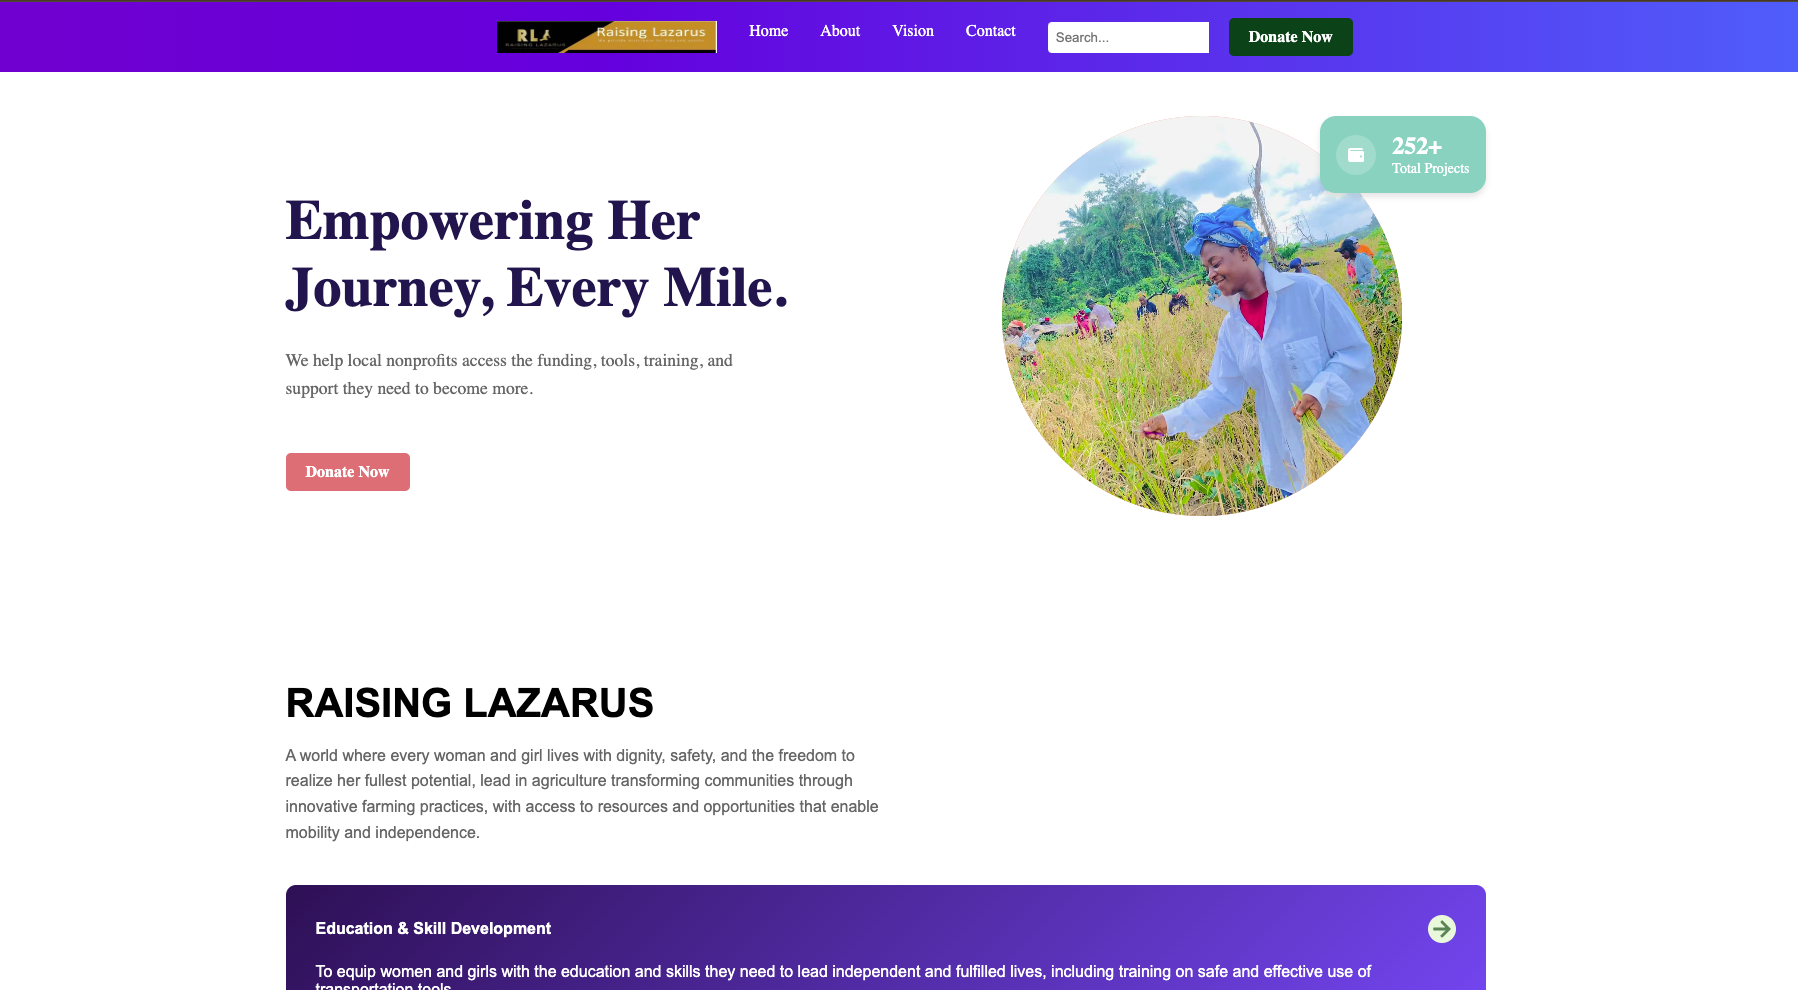 RL
RAISING LAZARUS
Raising Lazarus
Home
About
Vision
Contact
Search...
Donate Now
252+
Total Projects
Empowering Her
Journey, Every Mile.
We help local nonprofits access the funding, tools, training, and
support they need to become more.
Donate Now
RAISING LAZARUS
A world where every woman and girl lives with dignity, safety, and the freedom to
realize her fullest potential, lead in agriculture transforming communities through
innovative farming practices, with access to resources and opportunities that enable
mobility and independence.
Education & Skill Development
To equip women and girls with the education and skills they need to lead independent and fulfilled lives, including training on safe and effective use of
transportation tools